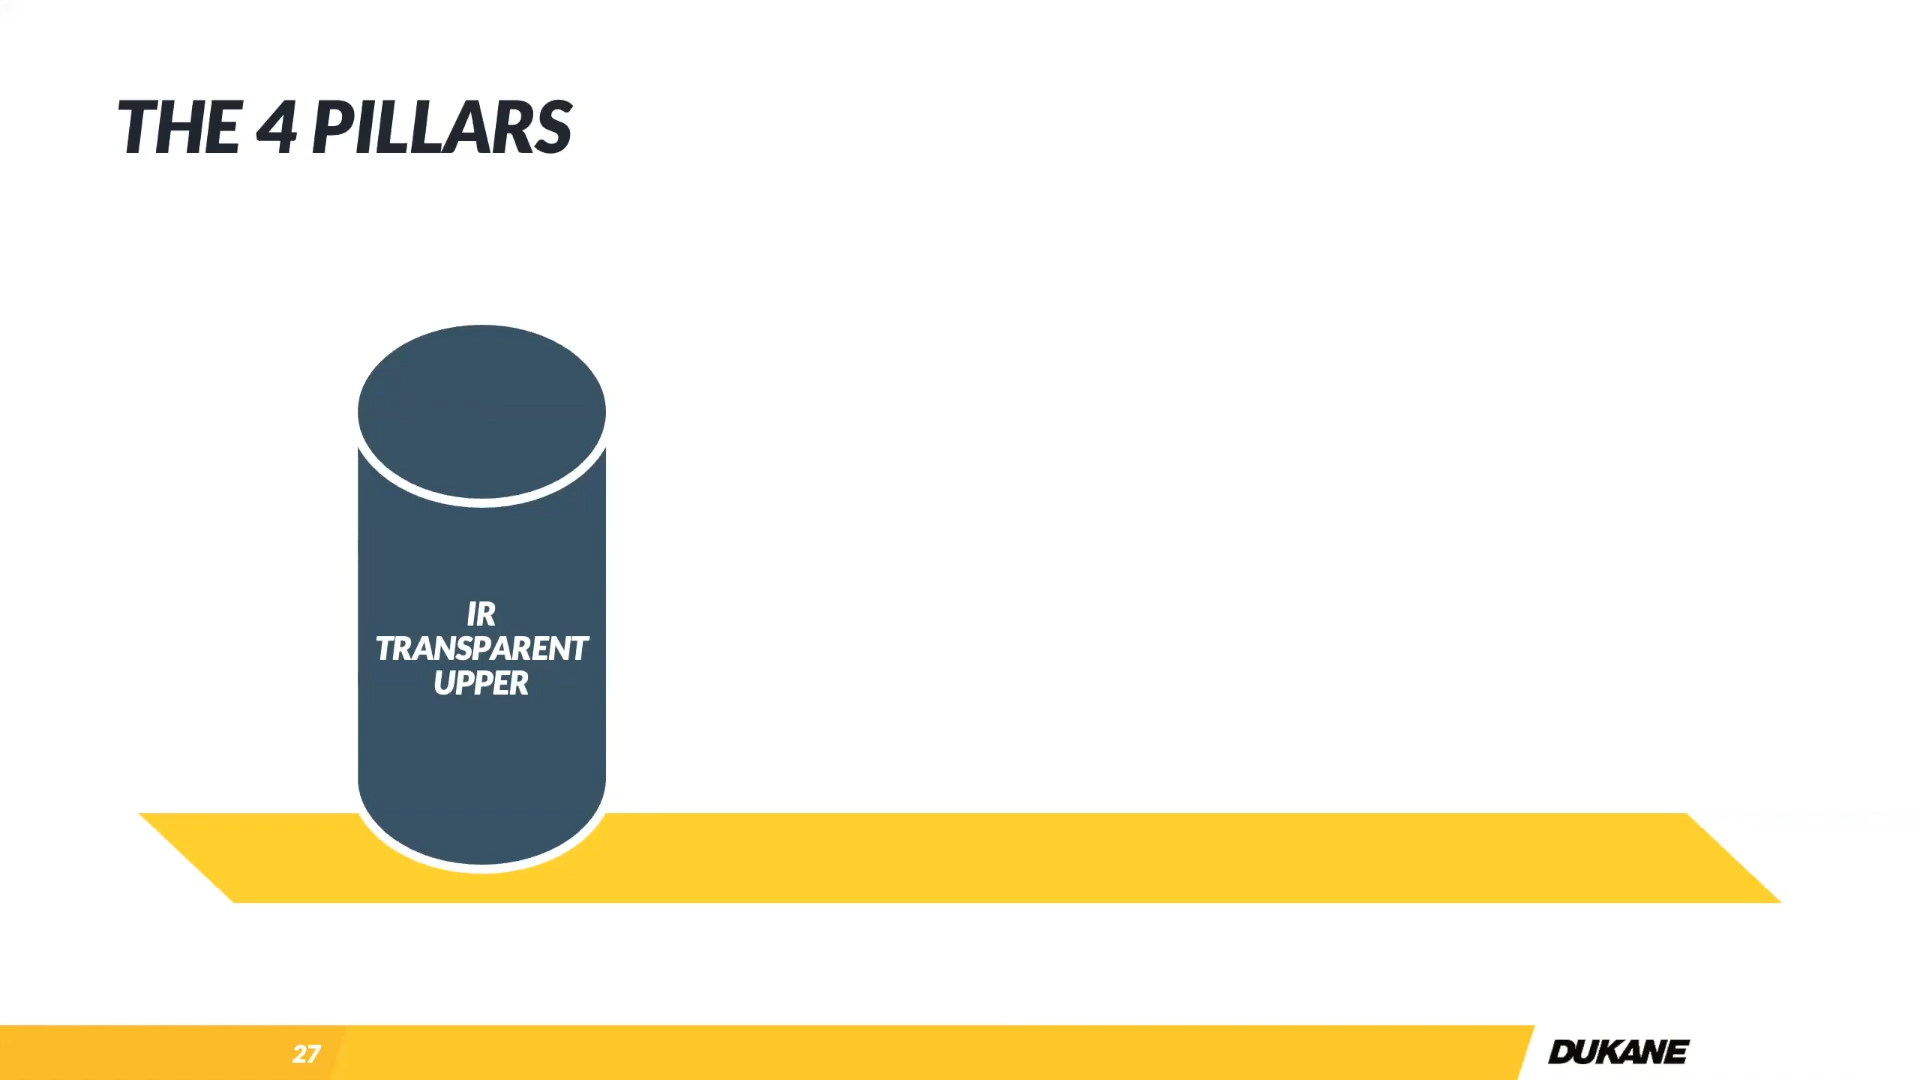 THE 4 PILLARS
IR
TRANSPARENT
UPPER
27
DUKANE